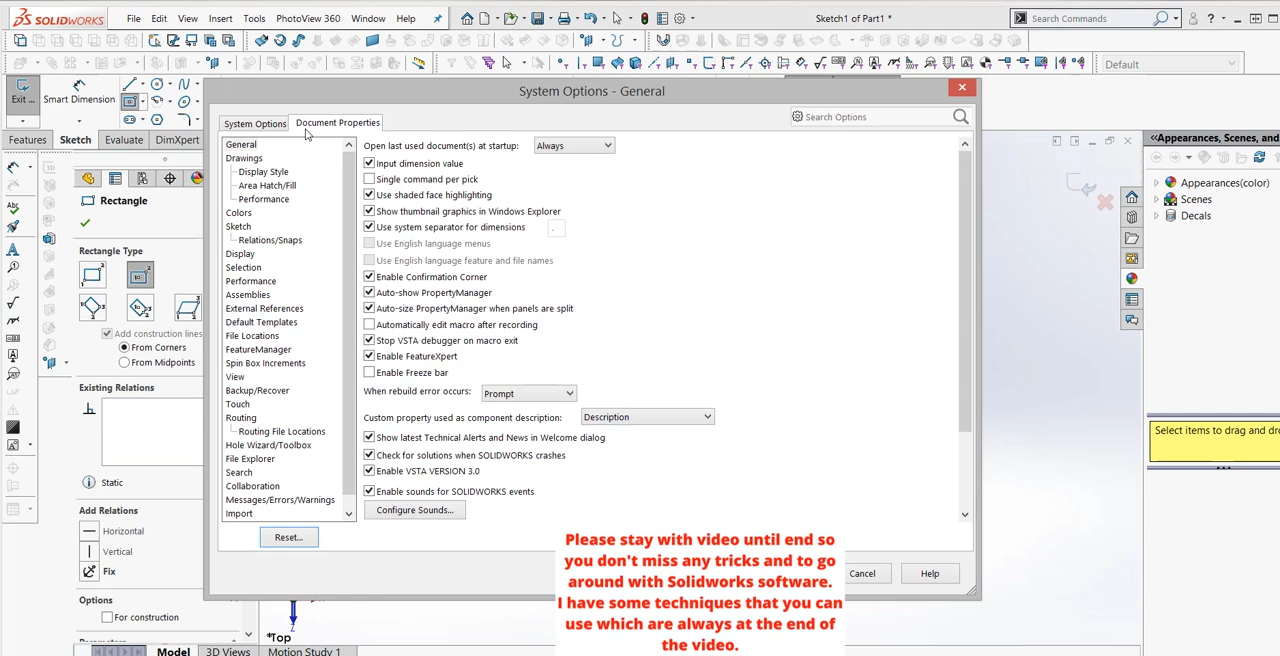 SOLIDWORKS File Edit View Insert Tools PhotoView 360 Window Help Sketch1 of Part1 * Search Commands ?
Default
Exit ... Smart Dimension
Features Sketch Evaluate DimXpert
System Options - General
System Options Document Properties Search Options
General
Drawings
Display Style
Area Hatch/Fill
Performance
Colors
Sketch
Relations/Snaps
Display
Selection
Performance
Assemblies
External References
Default Templates
File Locations
FeatureManager
Spin Box Increments
View
Backup/Recover
Touch
Routing
Routing File Locations
Hole Wizard/Toolbox
File Explorer
Search
Collaboration
Messages/Errors/Warnings
Import
Reset...
Open last used document(s) at startup: Always
Input dimension value
Single command per pick
Use shaded face highlighting
Show thumbnail graphics in Windows Explorer
Use system separator for dimensions .
Use English language menus
Use English language feature and file names
Enable Confirmation Corner
Auto-show PropertyManager
Auto-size PropertyManager when panels are split
Automatically edit macro after recording
Stop VSTA debugger on macro exit
Enable FeatureXpert
Enable Freeze bar
When rebuild error occurs: Prompt
Custom property used as component description: Description
Show latest Technical Alerts and News in Welcome dialog
Check for solutions when SOLIDWORKS crashes
Enable VSTA VERSION 3.0
Enable sounds for SOLIDWORKS events
Configure Sounds...
Cancel Help
Rectangle
Rectangle Type
Add construction lines
From Corners
From Midpoints
Existing Relations
Static
Add Relations
Horizontal
Vertical
Fix
Options
For construction
*Top
Model 3D Views Motion Study 1
Appearances, Scenes, and
Appearances(color)
Scenes
Decals
Select items to drag and dro
Please stay with video until end so
you don't miss any tricks and to go
around with Solidworks software.
I have some techniques that you can
use which are always at the end of
the video.